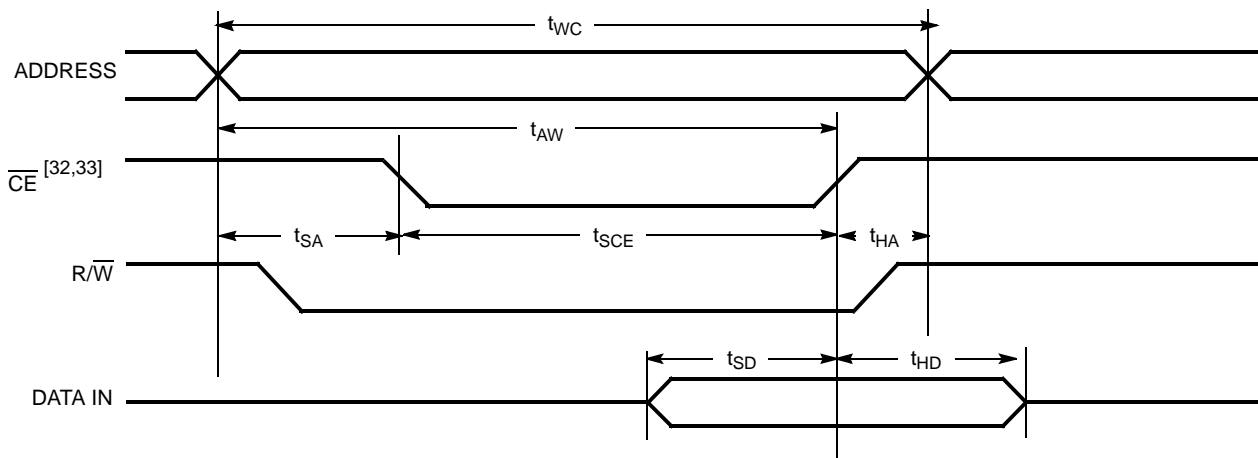 tWC
ADDRESS
tAW
CE [32,33]
tSA tSCE tHA
R/W
tSD tHD
DATA IN